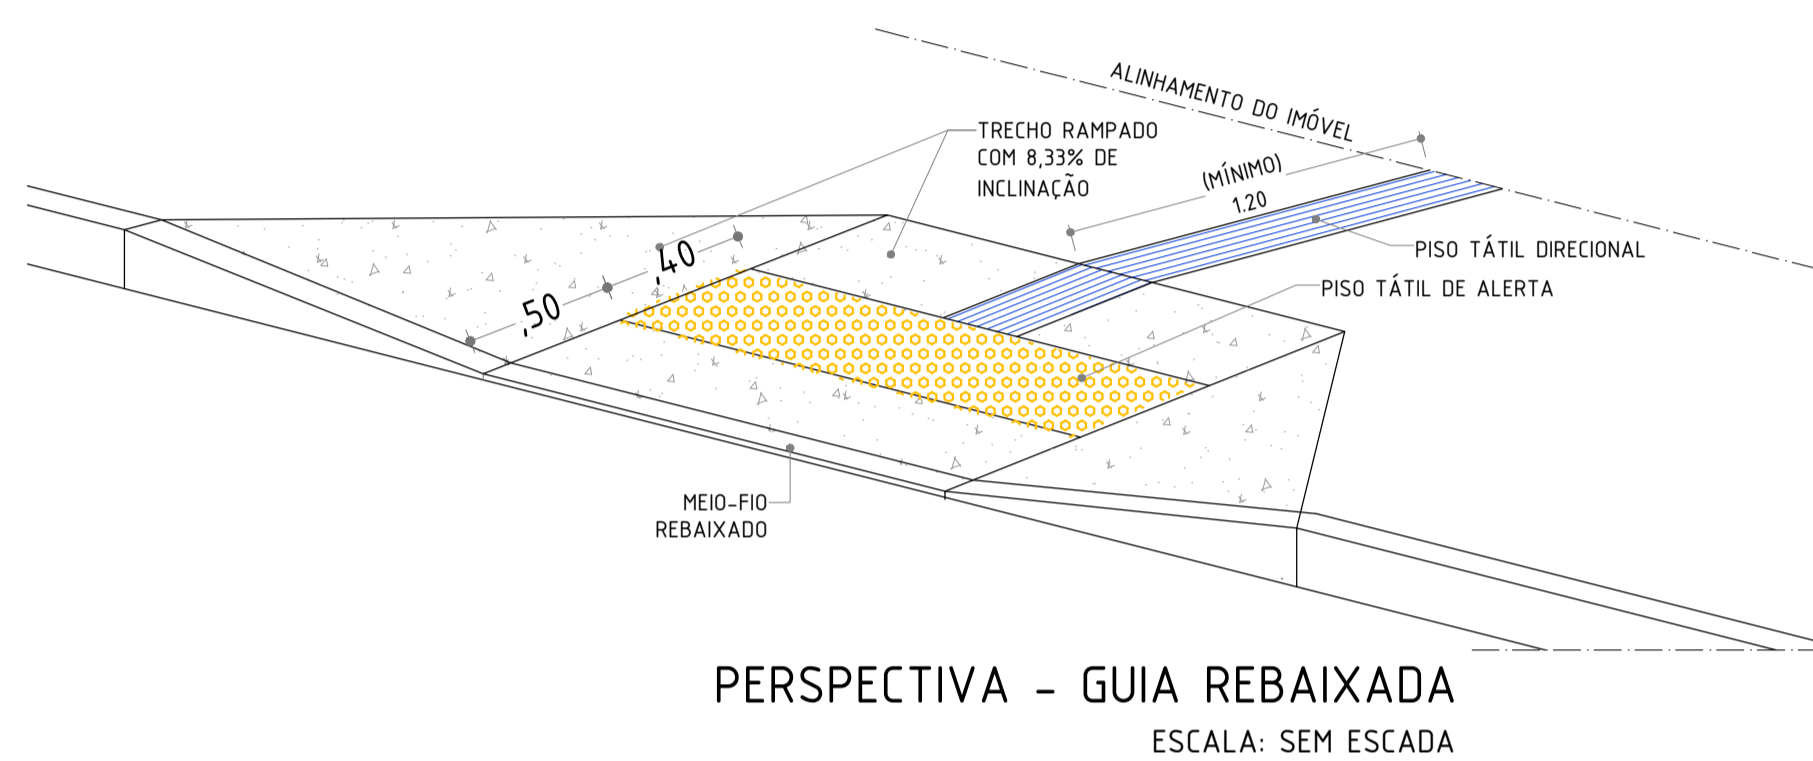 ALINHAMENTO DO IMÓVEL
TRECHO RAMPADO
COM 8,33% DE
INCLINAÇÃO
(MÍNIMO)
1.20
,40
,50
PISO TÁTIL DIRECIONAL
PISO TÁTIL DE ALERTA
MEIO-FIO
REBAIXADO
PERSPECTIVA - GUIA REBAIXADA
ESCALA: SEM ESCADA